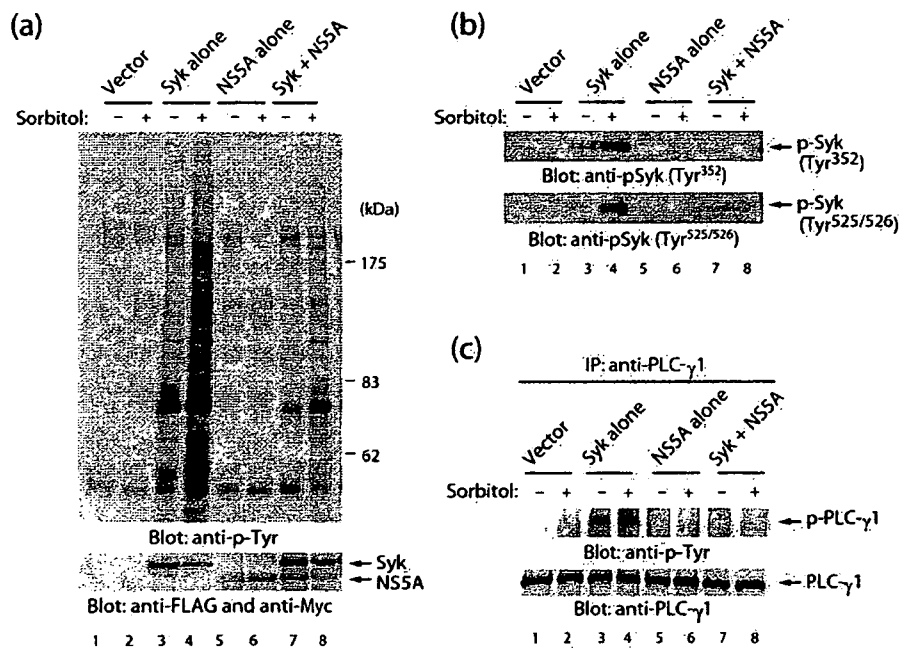 (a)
Vector
Syk alone
NS5A alone
Syk + NS5A
Sorbitol: - + - + - + - +
(kDa)
175
83
62
Blot: anti-p-Tyr
Syk
NS5A
Blot: anti-FLAG and anti-Myc
1 2 3 4 5 6 7 8
(b)
Vector
Syk alone
NS5A alone
Syk + NS5A
Sorbitol: - + - + - + - +
p-Syk
(Tyr352)
Blot: anti-pSyk (Tyr352)
p-Syk
(Tyr525/526)
Blot: anti-pSyk (Tyr525/526)
1 2 3 4 5 6 7 8
(c)
IP: anti-PLC-γ1
Vector
Syk alone
NS5A alone
Syk + NS5A
Sorbitol: - + - + - + - +
p-PLC-γ1
Blot: anti-p-Tyr
PLC-γ1
Blot: anti-PLC-γ1
1 2 3 4 5 6 7 8